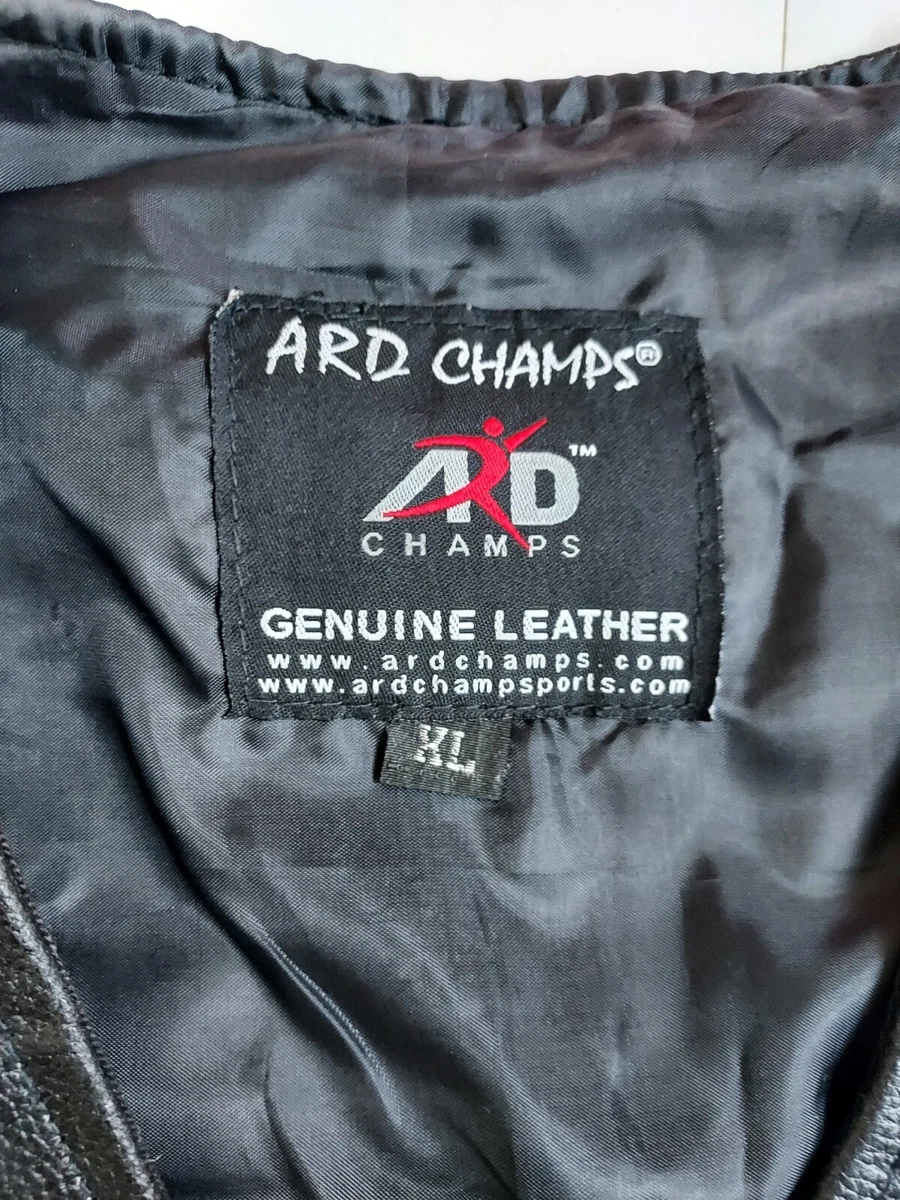 ARD CHAMPS®
ARD™
CHAMPS
GENUINE LEATHER
www.ardchamps.com
www.ardchampsports.com
XL